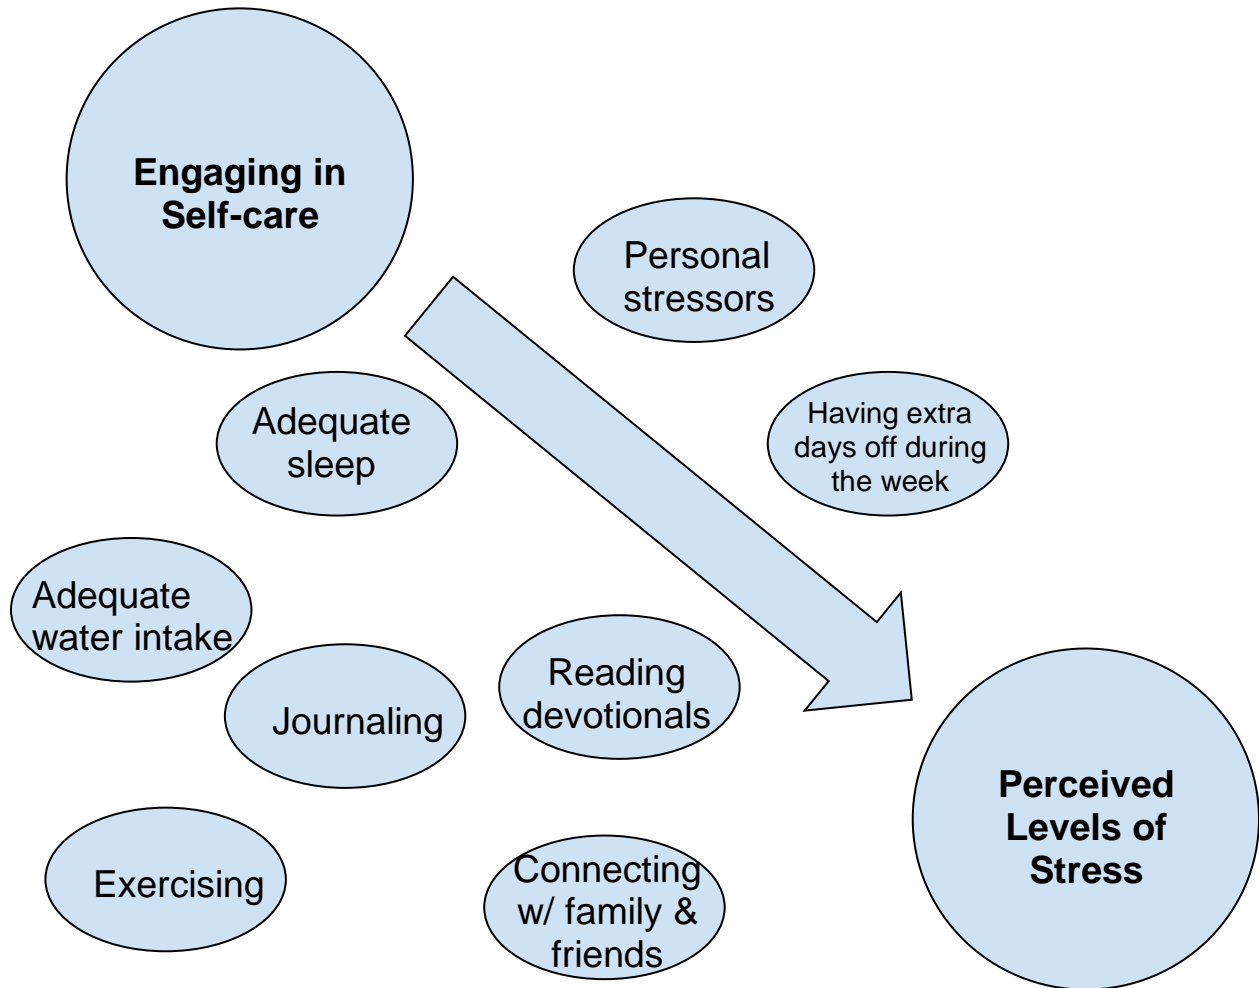 Engaging in
Self-care
Personal
stressors
Adequate
sleep
Having extra
days off during
the week
Adequate
water intake
Journaling
Reading
devotionals
Perceived
Levels of
Stress
Exercising
Connecting
w/ family &
friends